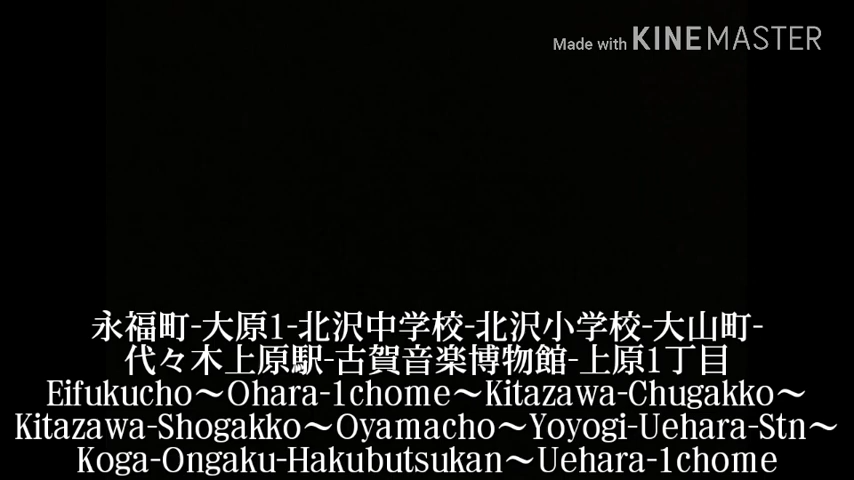 Made with KINEMASTER
永福町-大原1-北沢中学校-北沢小学校-大山町-
代々木上原駅-古賀音楽博物館-上原1丁目
Eifukucho～Ohara-1chome～Kitazawa-Chugakko～
Kitazawa-Shogakko～Oyamacho～Yoyogi-Uehara-Stn～
Koga-Ongaku-Hakubutsukan～Uehara-1chome